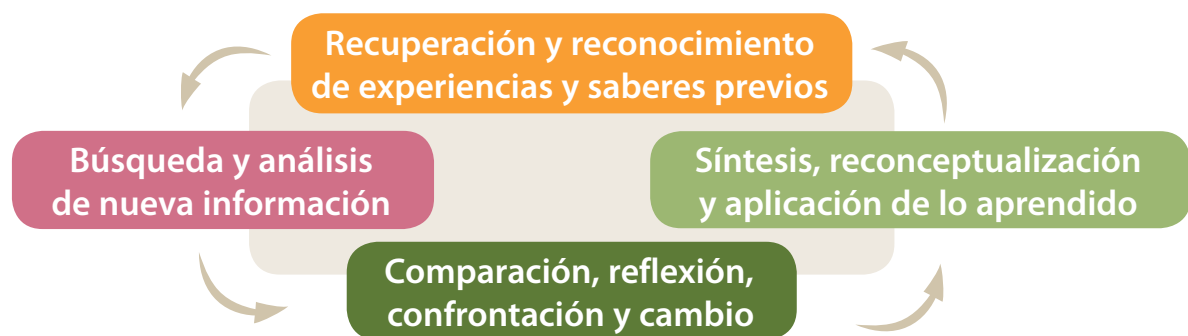 Recuperación y reconocimiento
de experiencias y saberes previos
Búsqueda y análisis
de nueva información
Síntesis, reconceptualización
y aplicación de lo aprendido
Comparación, reflexión,
confrontación y cambio